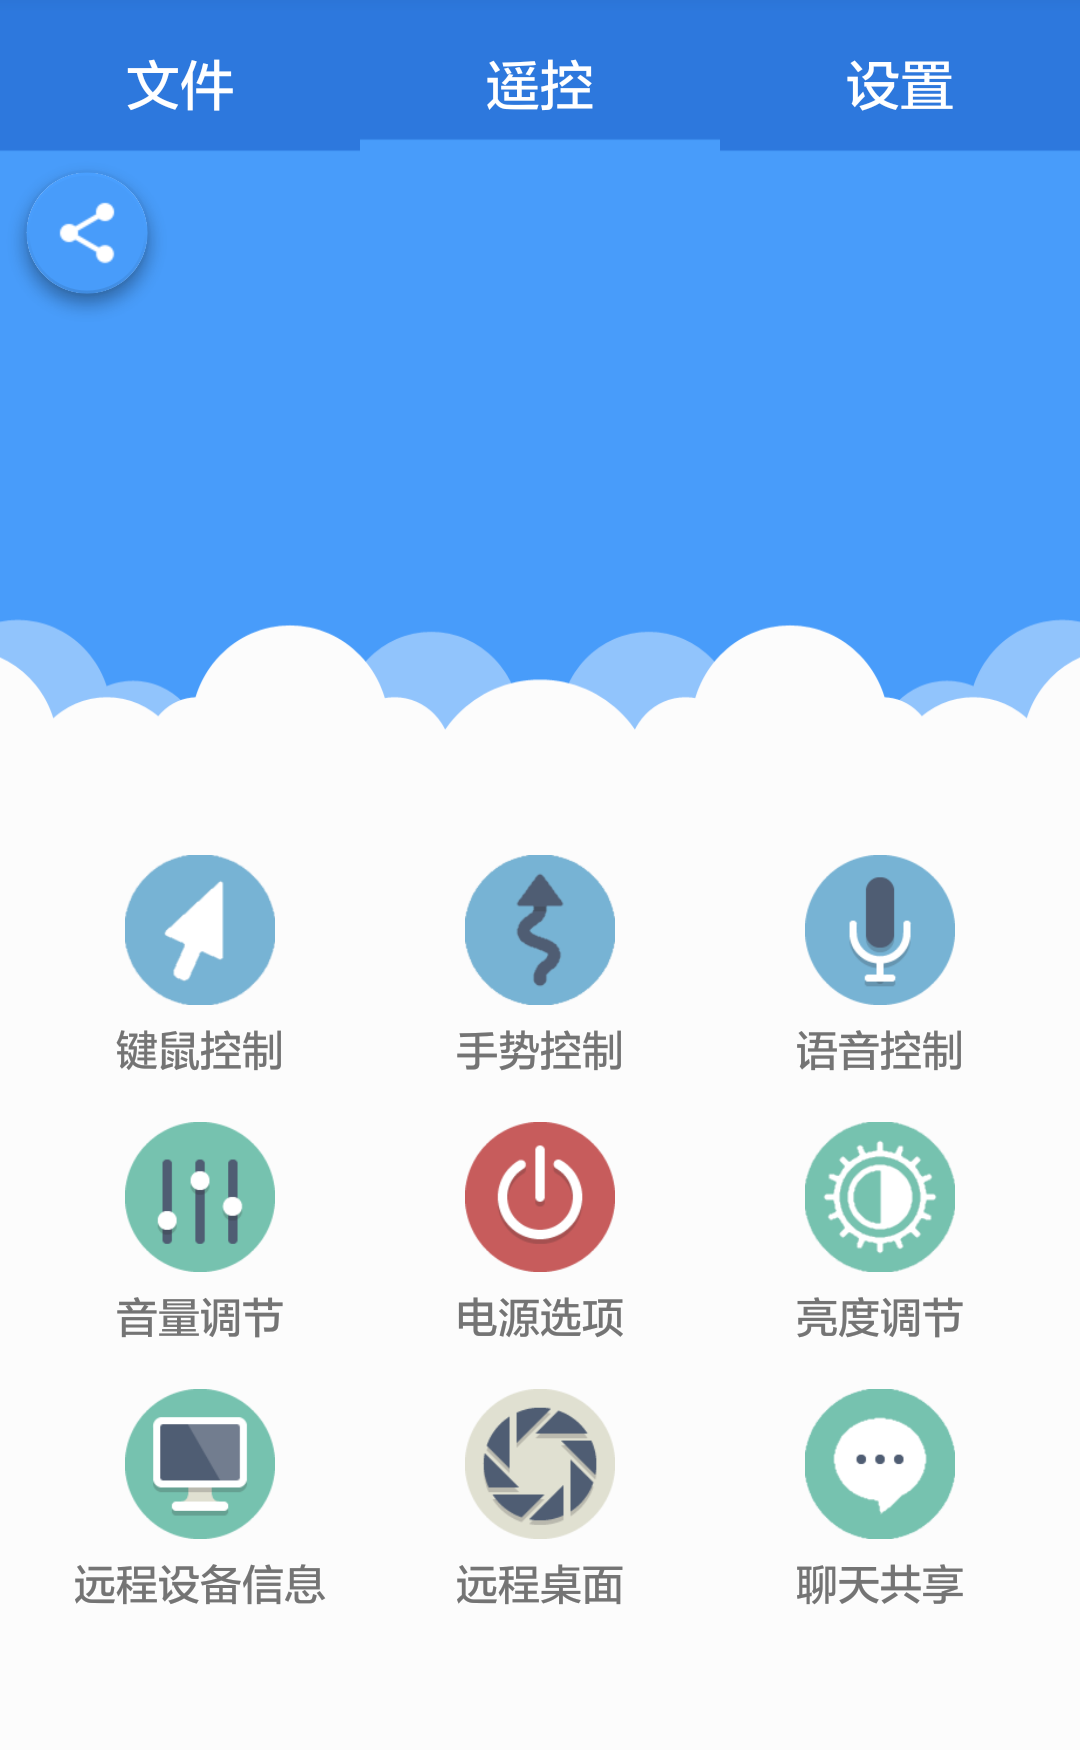 文件 遥控 设置
键鼠控制 手势控制 语音控制
音量调节 电源选项 亮度调节
远程设备信息 远程桌面 聊天共享